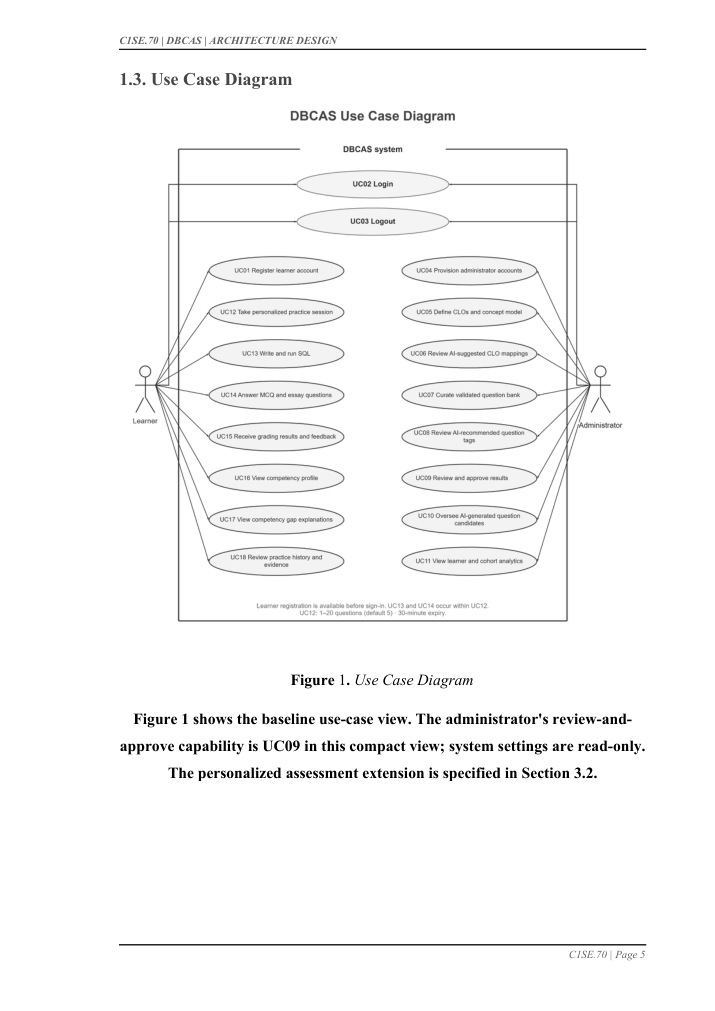 C1SE.70 | DBCAS | ARCHITECTURE DESIGN
1.3. Use Case Diagram
DBCAS Use Case Diagram
DBCAS system
UC02 Login
UC03 Logout
UC01 Register learner account
UC12 Take personalized practice session
UC13 Write and run SQL
UC14 Answer MCQ and essay questions
UC15 Receive grading results and feedback
UC16 View competency profile
UC17 View competency gap explanations
UC18 Review practice history and
evidence
UC04 Provision administrator accounts
UC05 Define CLOs and concept model
UC06 Review AI-suggested CLO mappings
UC07 Curate validated question bank
UC08 Review AI-recommended question
tags
UC09 Review and approve results
UC10 Oversee AI-generated question
candidates
UC11 View learner and cohort analytics
Learner
Administrator
Learner registration is available before sign-in. UC13 and UC14 occur within UC12.
UC12: 1–20 questions (default 5) · 30-minute expiry.
Figure 1. Use Case Diagram
Figure 1 shows the baseline use-case view. The administrator's review-and-
approve capability is UC09 in this compact view; system settings are read-only.
The personalized assessment extension is specified in Section 3.2.
C1SE.70 | Page 5